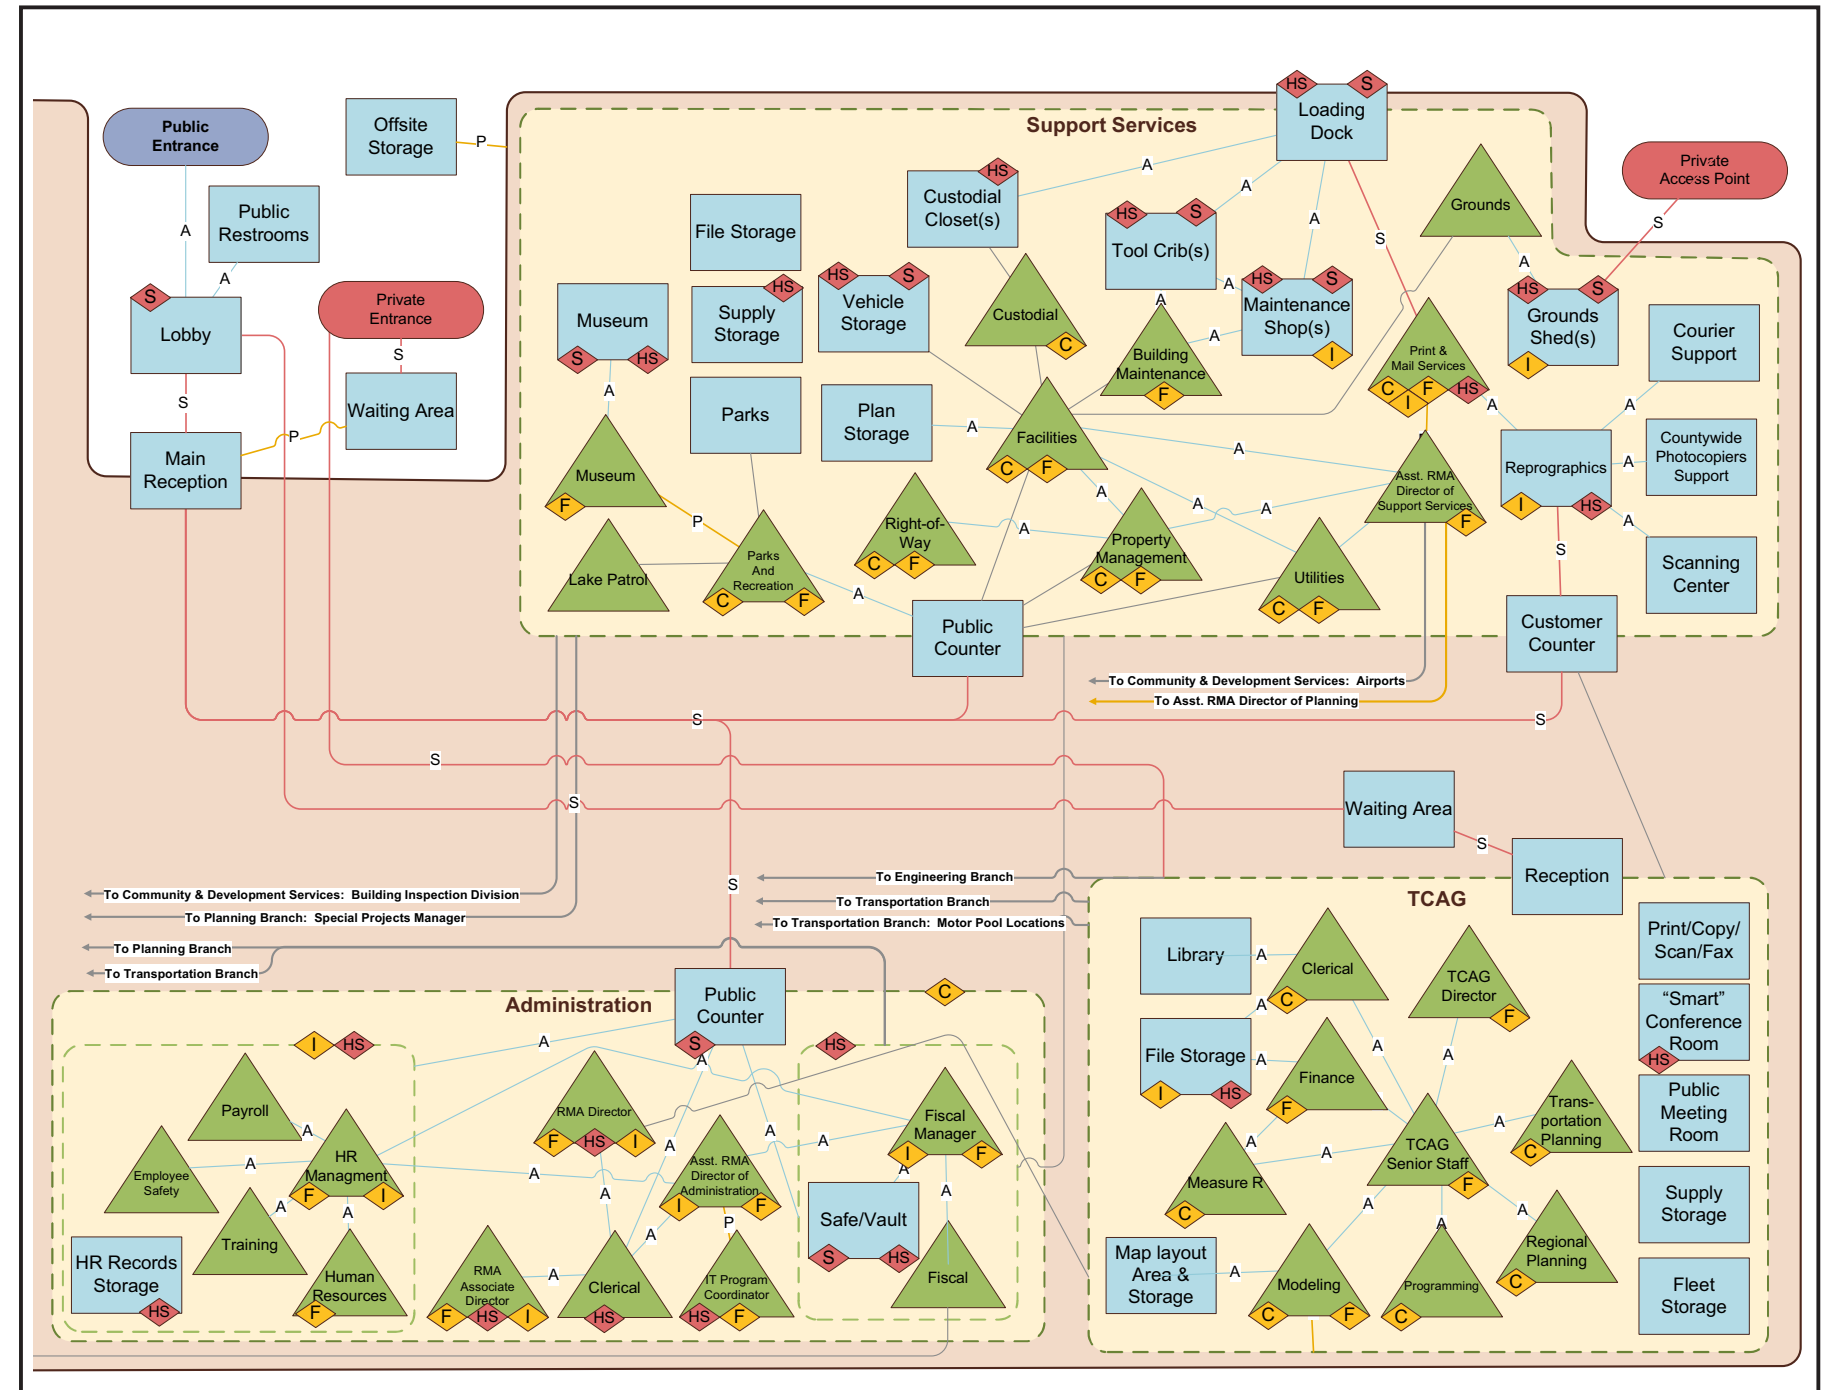 Public
Entrance
A
Public
Restrooms
A
S
Lobby
S
Main
Reception
Offsite
Storage
P
Private
Entrance
S
Waiting Area
P
Support Services
HS
S
Loading
Dock
A
A
A
S
HS
Custodial
Closet(s)
File Storage
HS
Supply
Storage
HS
S
Vehicle
Storage
Custodial
C
HS
S
Tool Crib(s)
A
A
HS
S
Maintenance
Shop(s)
I
A
Building
Maintenance
F
Grounds
A
HS
S
Grounds
Shed(s)
I
Private
Access Point
S
Courier
Support
A
Print &
Mail Services
C
F
HS
I
A
Museum
S
HS
A
Museum
F
P
Parks
Plan
Storage
A
Facilities
C
F
A
A
A
A
Asst. RMA
Director of
Support Services
F
Reprographics
I
HS
A
Countywide
Photocopiers
Support
A
Scanning
Center
S
Lake Patrol
Parks
And
Recreation
C
F
A
Right-of-
Way
C
F
A
Property
Management
C
F
Utilities
C
F
Public
Counter
Customer
Counter
To Community & Development Services: Airports
To Asst. RMA Director of Planning
S
S
S
S
Waiting Area
S
Reception
S
To Community & Development Services: Building Inspection Division
To Planning Branch: Special Projects Manager
To Planning Branch
To Transportation Branch
To Engineering Branch
To Transportation Branch
To Transportation Branch: Motor Pool Locations
Administration
C
Public
Counter
S
A
A
A
A
A
I
HS
Payroll
A
Employee
Safety
A
HR
Managment
F
I
A
A
Training
HR Records
Storage
HS
Human
Resources
F
A
RMA Director
F
HS
I
A
Asst. RMA
Director of
Administration
I
F
A
P
RMA
Associate
Director
F
HS
I
A
Clerical
HS
IT Program
Coordinator
HS
F
HS
Fiscal
Manager
I
F
A
A
Safe/Vault
S
HS
Fiscal
TCAG
Library
A
Clerical
C
A
File Storage
I
HS
A
Finance
F
A
A
TCAG
Director
F
A
Measure R
C
A
TCAG
Senior Staff
F
A
Trans-
portation
Planning
C
A
A
A
Regional
Planning
C
Map layout
Area &
Storage
A
Modeling
C
F
Programming
C
Print/Copy/
Scan/Fax
“Smart”
Conference
Room
HS
Public
Meeting
Room
Supply
Storage
Fleet
Storage